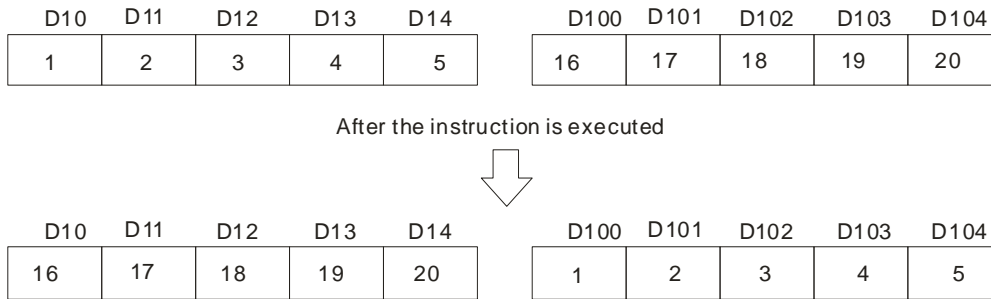 D10 D11 D12 D13 D14 D100 D101 D102 D103 D104
1 2 3 4 5 16 17 18 19 20
After the instruction is executed
D10 D11 D12 D13 D14 D100 D101 D102 D103 D104
16 17 18 19 20 1 2 3 4 5